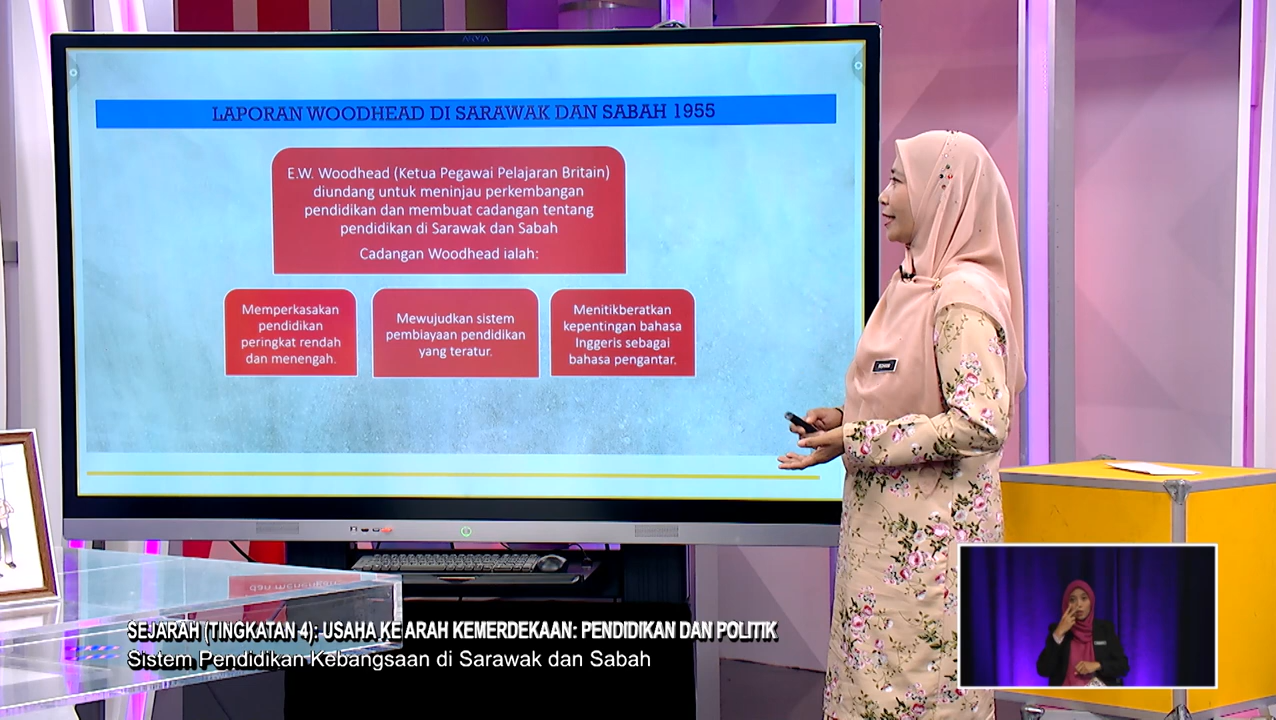 LAPORAN WOODHEAD DI SARAWAK DAN SABAH 1955
E.W. Woodhead (Ketua Pegawai Pelajaran Britain)
diundang untuk meninjau perkembangan
pendidikan dan membuat cadangan tentang
pendidikan di Sarawak dan Sabah
Cadangan Woodhead ialah:
Memperkasakan
pendidikan
peringkat rendah
dan menengah.
Mewujudkan sistem
pembiayaan pendidikan
yang teratur.
Menitikberatkan
kepentingan bahasa
Inggeris sebagai
bahasa pengantar.
SEJARAH (TINGKATAN 4): USAHA KE ARAH KEMERDEKAAN: PENDIDIKAN DAN POLITIK
Sistem Pendidikan Kebangsaan di Sarawak dan Sabah